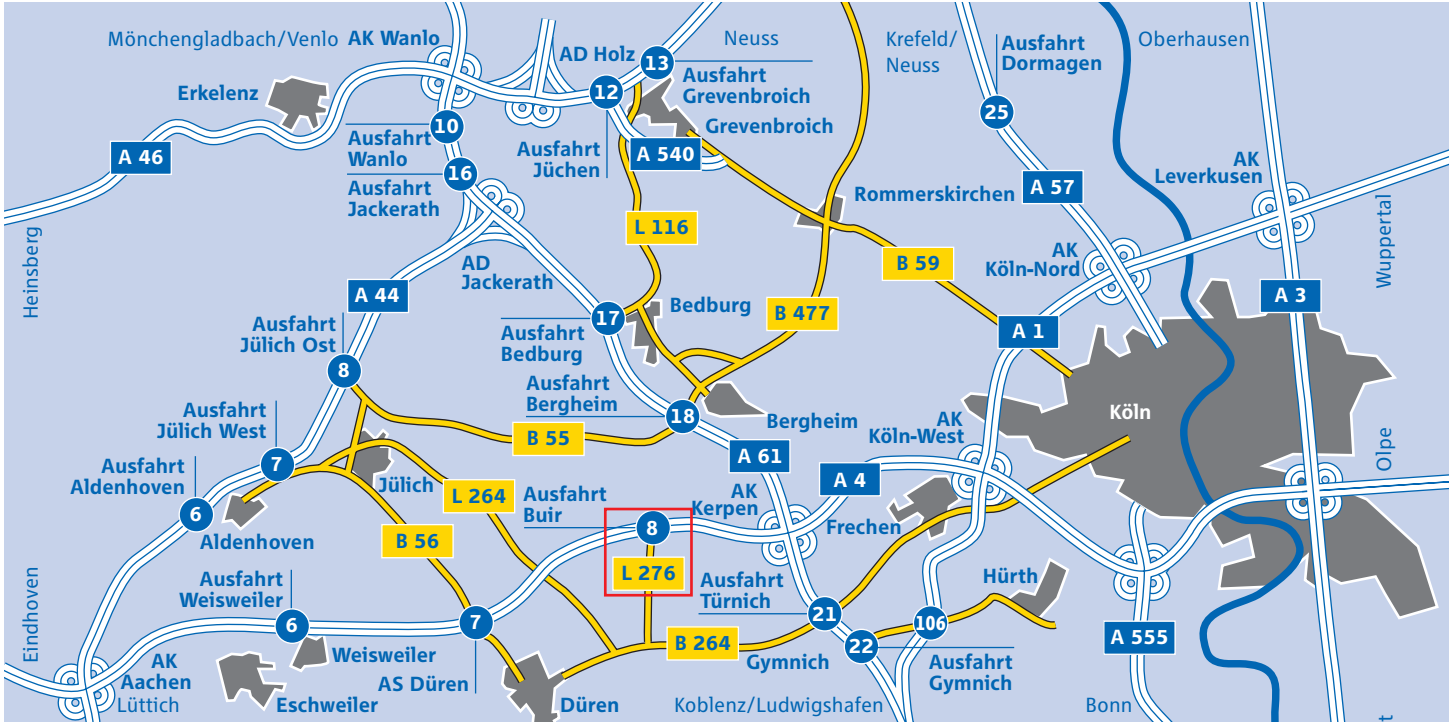 Mönchengladbach/Venlo
AK Wanlo
AD Holz
13
Neuss
Krefeld/
Neuss
Ausfahrt
Dormagen
Oberhausen
Erkelenz
12
Ausfahrt
Grevenbroich
Grevenbroich
25
10
Ausfahrt
Wanlo
A 46
Ausfahrt
Jüchen
A 540
AK
Leverkusen
16
Ausfahrt
Jackerath
Rommerskirchen
A 57
Heinsberg
L 116
Wuppertal
AD
Jackerath
B 59
AK
Köln-Nord
A 44
A 3
Ausfahrt
Jülich Ost
17
Bedburg
B 477
A 1
Ausfahrt
Bedburg
8
Ausfahrt
Bergheim
18
Bergheim
Köln
Ausfahrt
Jülich West
B 55
AK
Köln-West
Olpe
7
A 61
Ausfahrt
Aldenhoven
Jülich
L 264
Ausfahrt
Buir
AK
Kerpen
A 4
6
8
Frechen
Aldenhoven
B 56
L 276
Ausfahrt
Weisweiler
Ausfahrt
Türnich
Hürth
Eindhoven
6
7
21
106
A 555
Weisweiler
B 264
Gymnich
22
Ausfahrt
Gymnich
AK
Aachen
Lüttich
Eschweiler
AS Düren
Düren
Koblenz/Ludwigshafen
Bonn